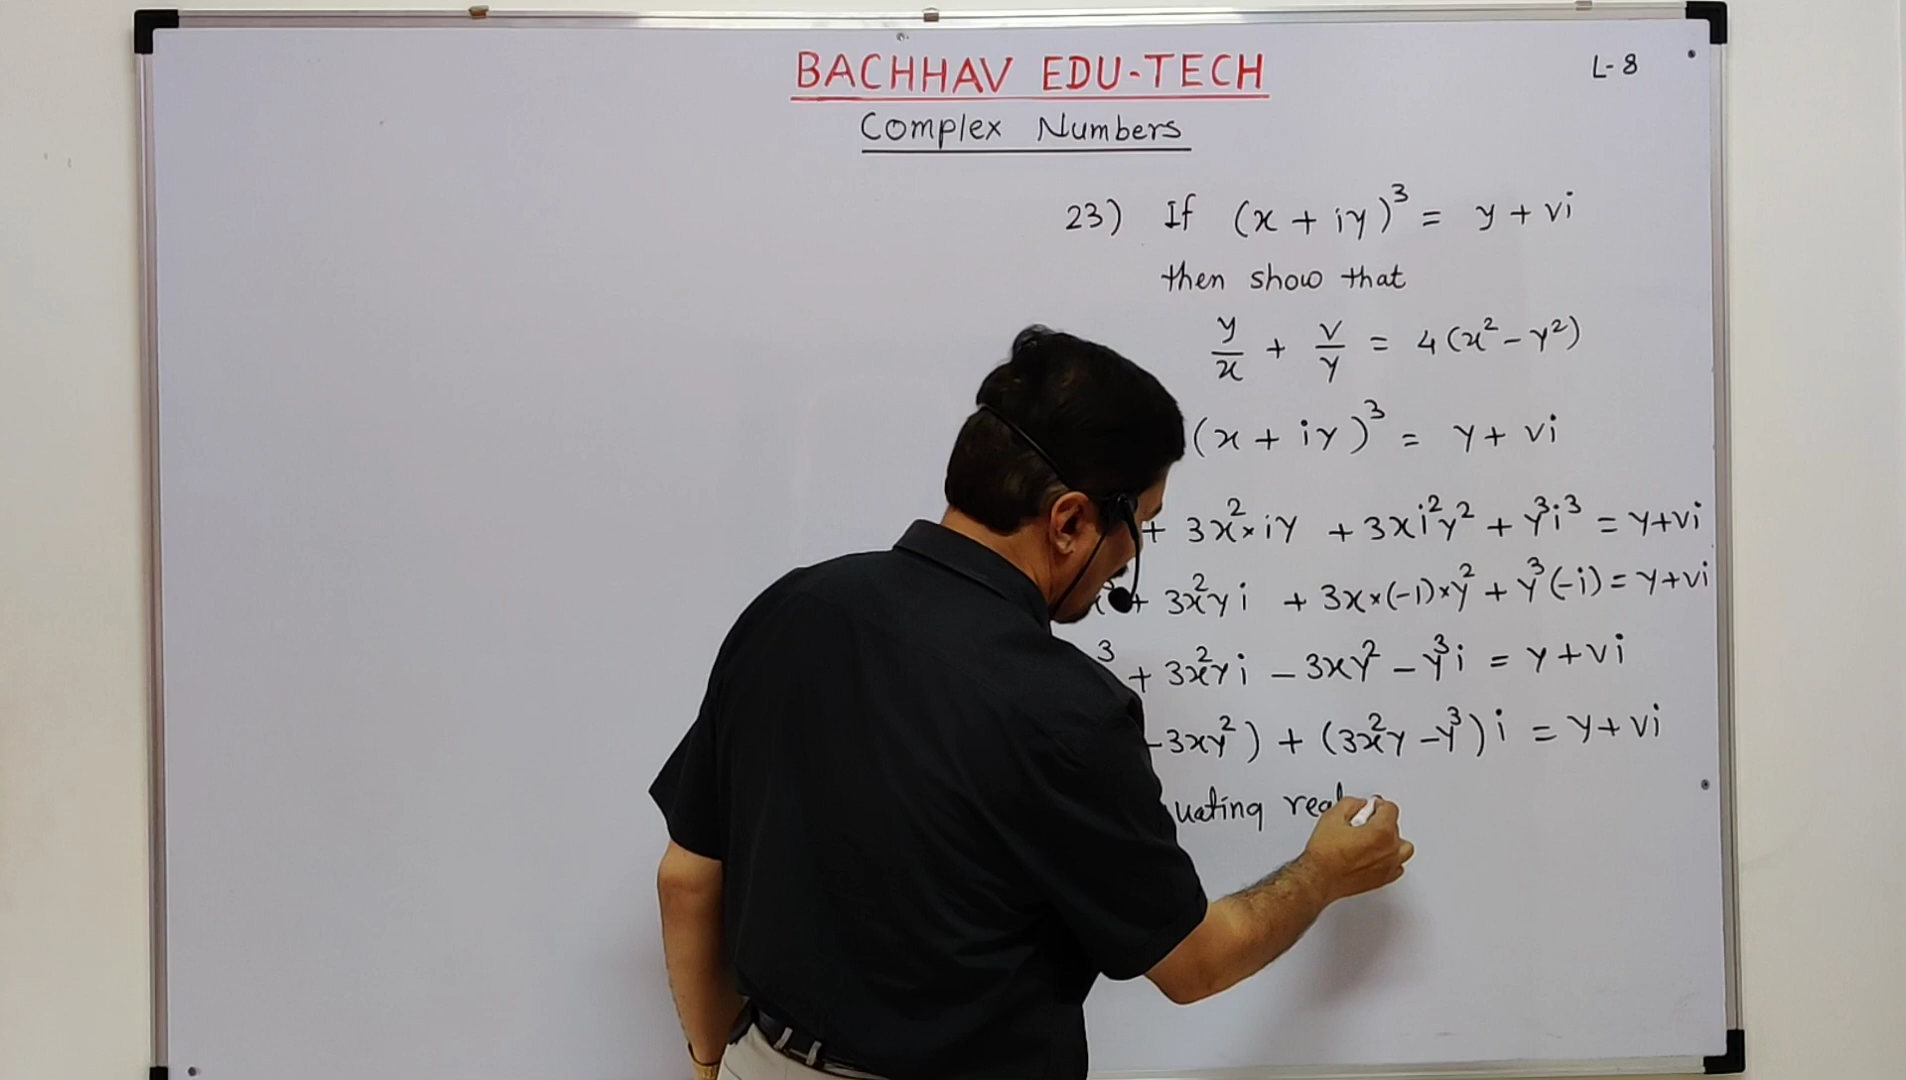 BACHHAV EDU-TECH
L-8
Complex Numbers
23) If (x + iy)³ = y + vi
then show that
y/x + v/y = 4(x² - y²)
(x + iy)³ = y + vi
+ 3x² × iy + 3xi²y² + y³i³ = y+vi
+ 3x²yi + 3x×(-1)×y² + y³(-i) = y+vi
3 + 3x²yi - 3xy² - y³i = y+vi
-3xy²) + (3x²y - y³)i = y+vi
uating real